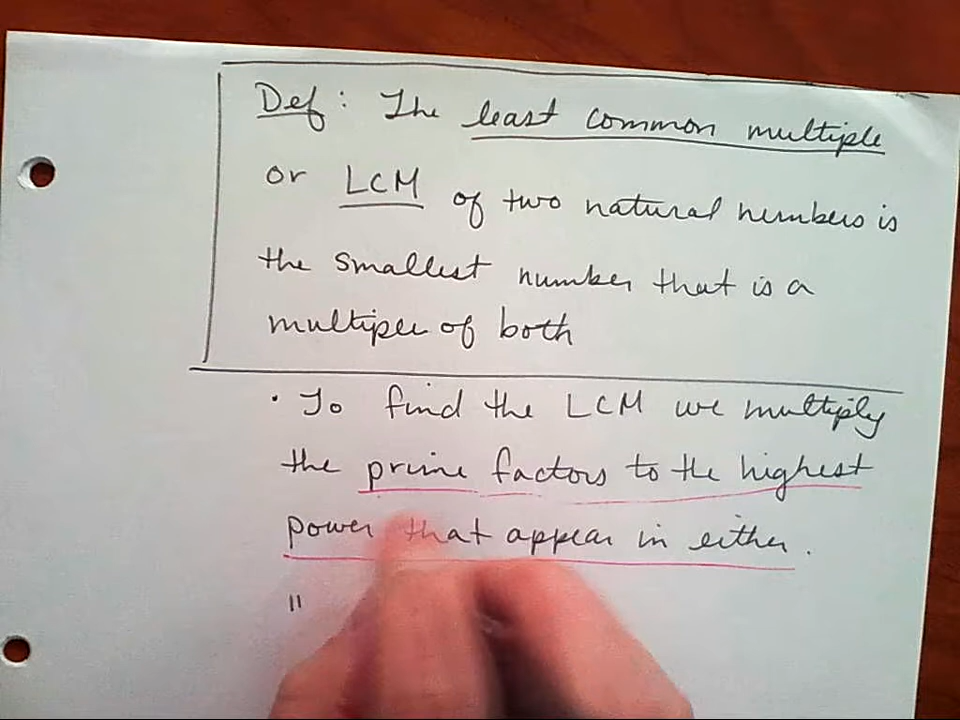 Def: The least common multiple
or LCM of two natural numbers is
the smallest number that is a
multiple of both
· To find the LCM we multiply
the prime factors to the highest
power that appear in either.
"